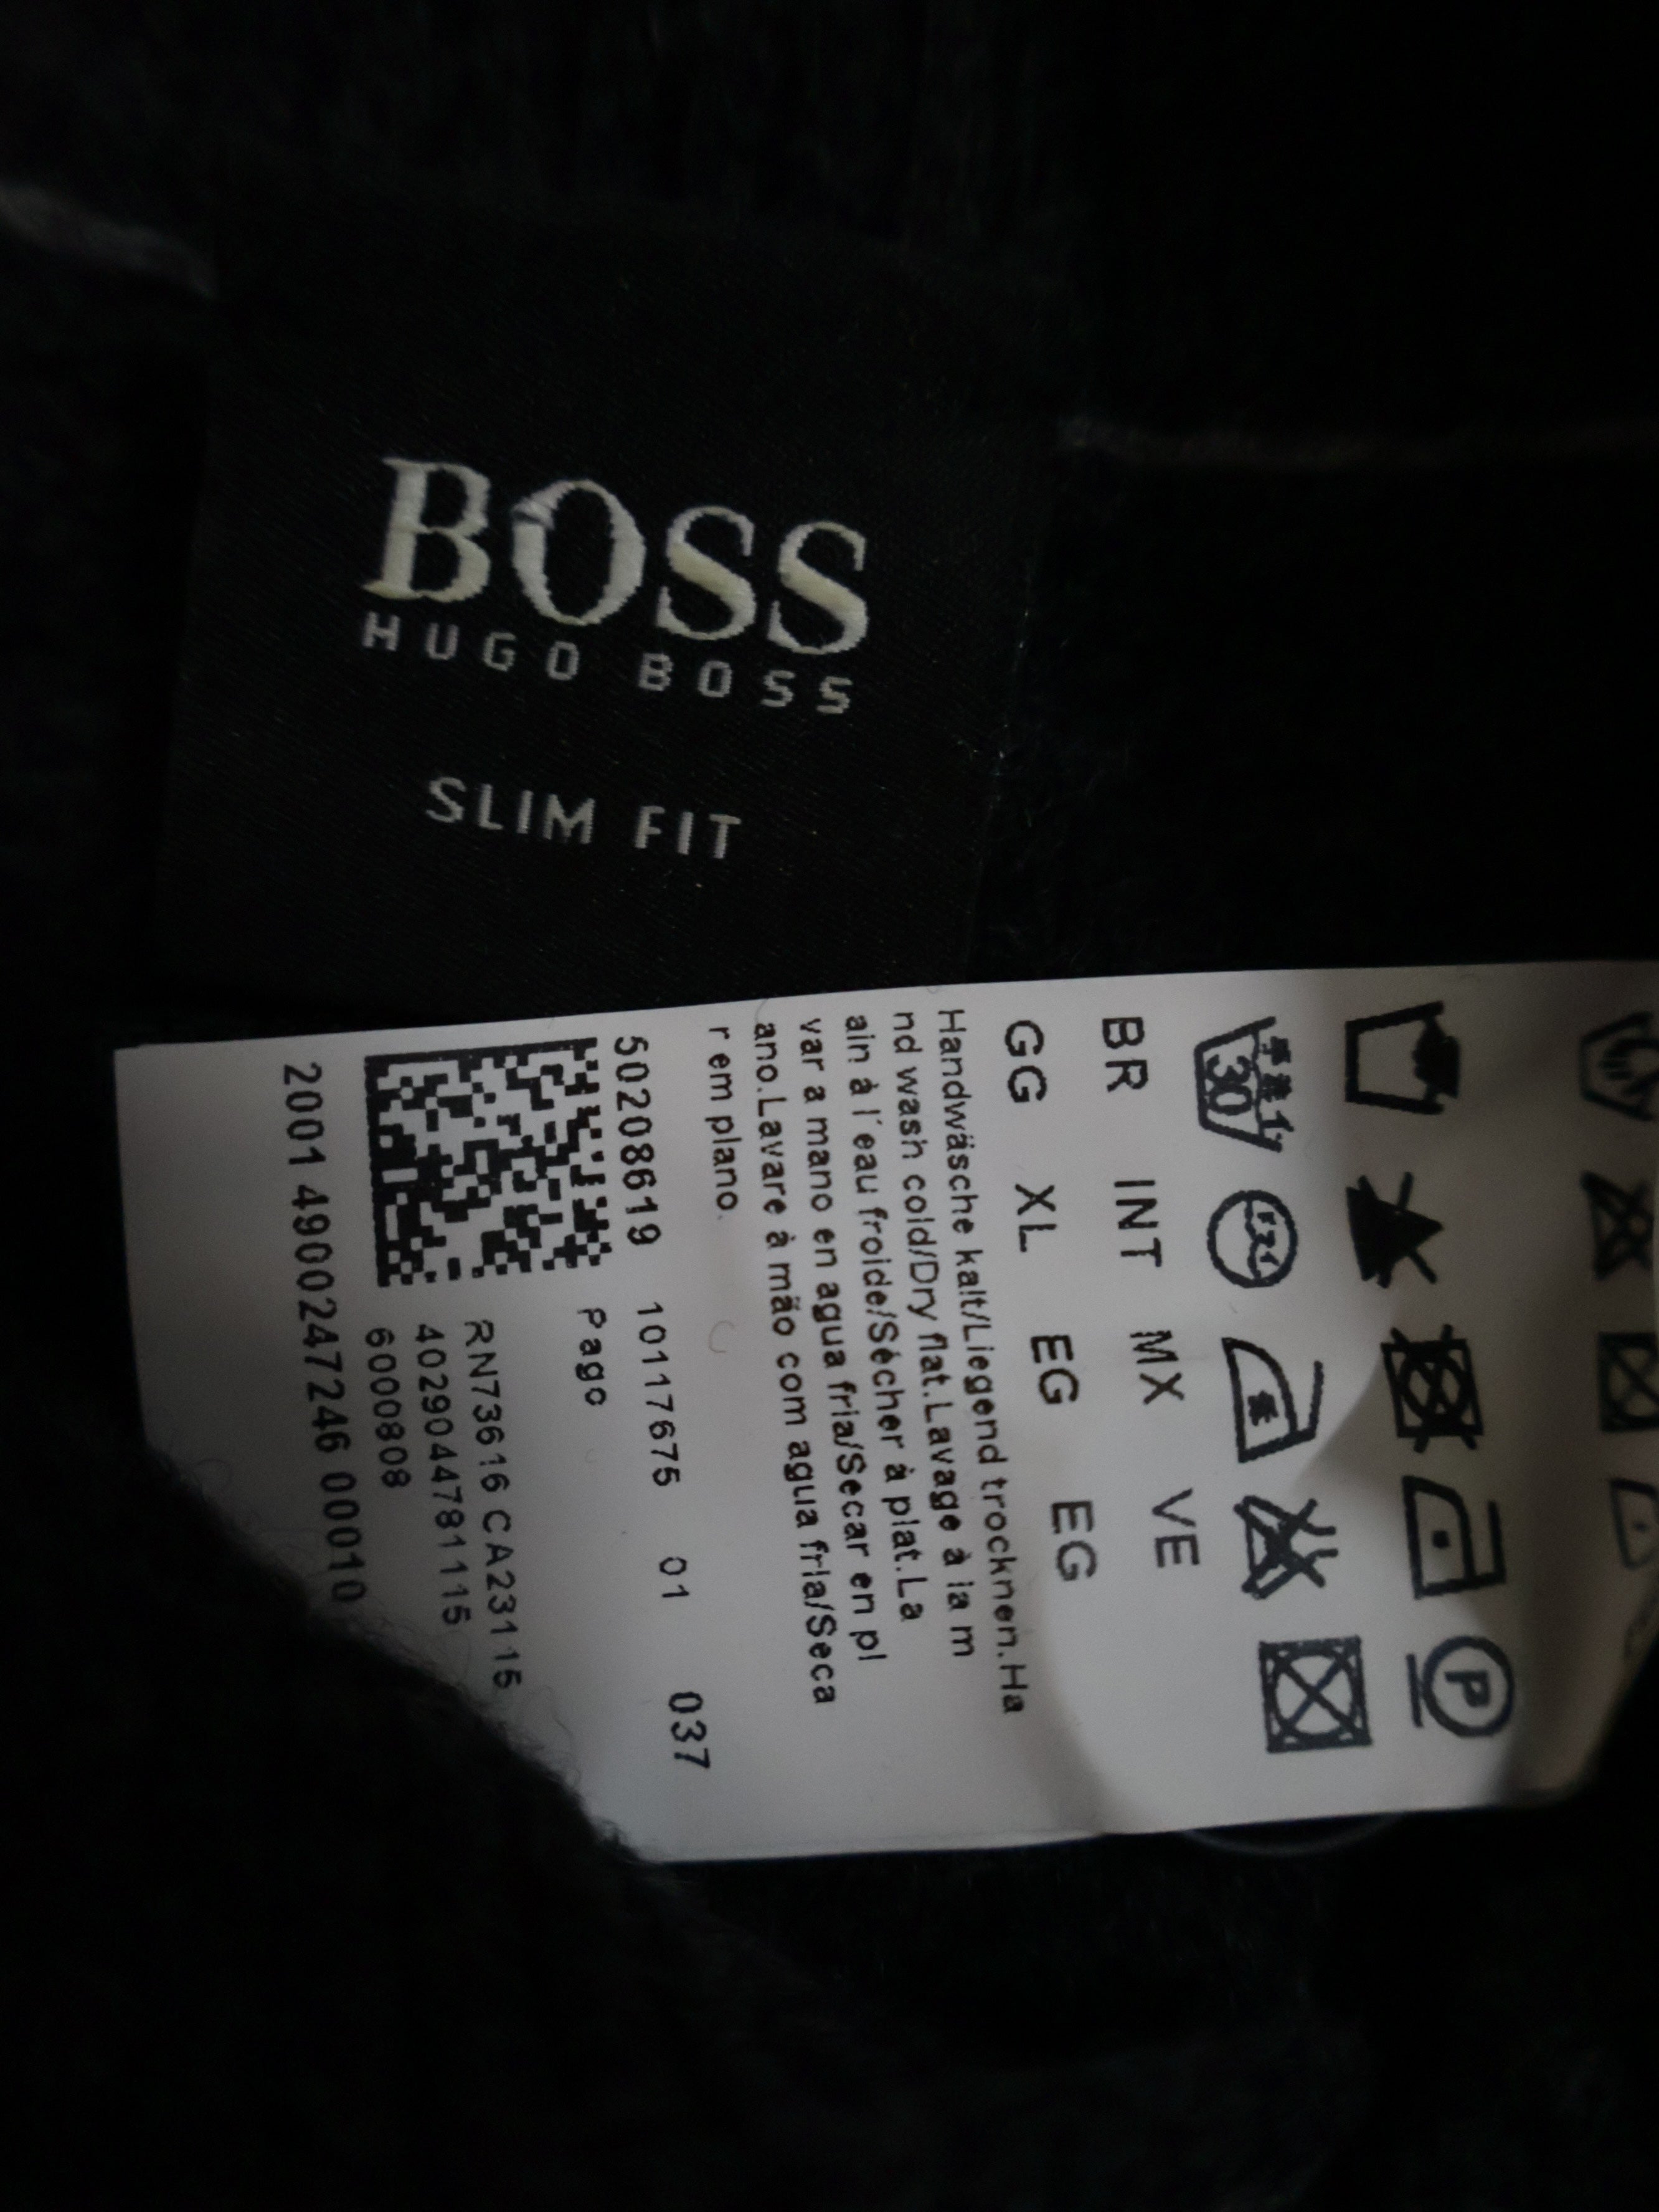 BOSS
HUGO BOSS
SLIM FIT
BR INT MX VE
GG XL EG EG
Handwäsche kalt/Liegend trocknen.Ha
nd wash cold/Dry flat.Lavage à la m
ain à l´eau froide/Sécher à plat.La
var a mano en agua fria/Secar en pl
ano.Lavare à mão com agua fria/Seca
r em plano.
50208619 10117675 01 037
Pago
RN73616 CA23115
4029044781115
6000808
2001 490024 7246 00010
30
P